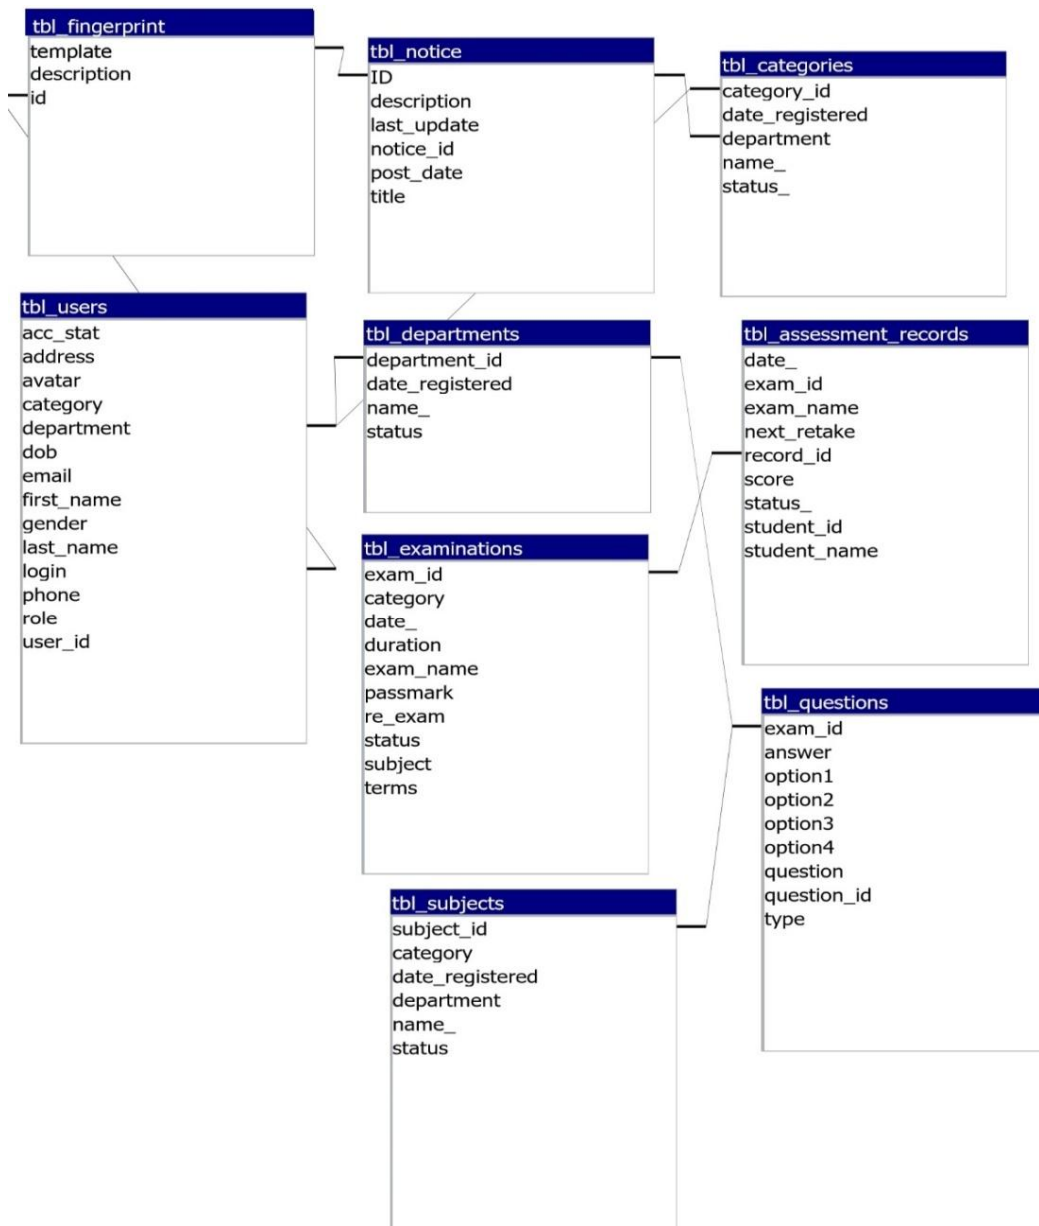 tbl_fingerprint
template
description
id
tbl_notice
ID
description
last_update
notice_id
post_date
title
tbl_categories
category_id
date_registered
department
name_
status_
tbl_users
acc_stat
address
avatar
category
department
dob
email
first_name
gender
last_name
login
phone
role
user_id
tbl_departments
department_id
date_registered
name_
status
tbl_assessment_records
date_
exam_id
exam_name
next_retake
record_id
score
status_
student_id
student_name
tbl_examinations
exam_id
category
date_
duration
exam_name
passmark
re_exam
status
subject
terms
tbl_questions
exam_id
answer
option1
option2
option3
option4
question
question_id
type
tbl_subjects
subject_id
category
date_registered
department
name_
status